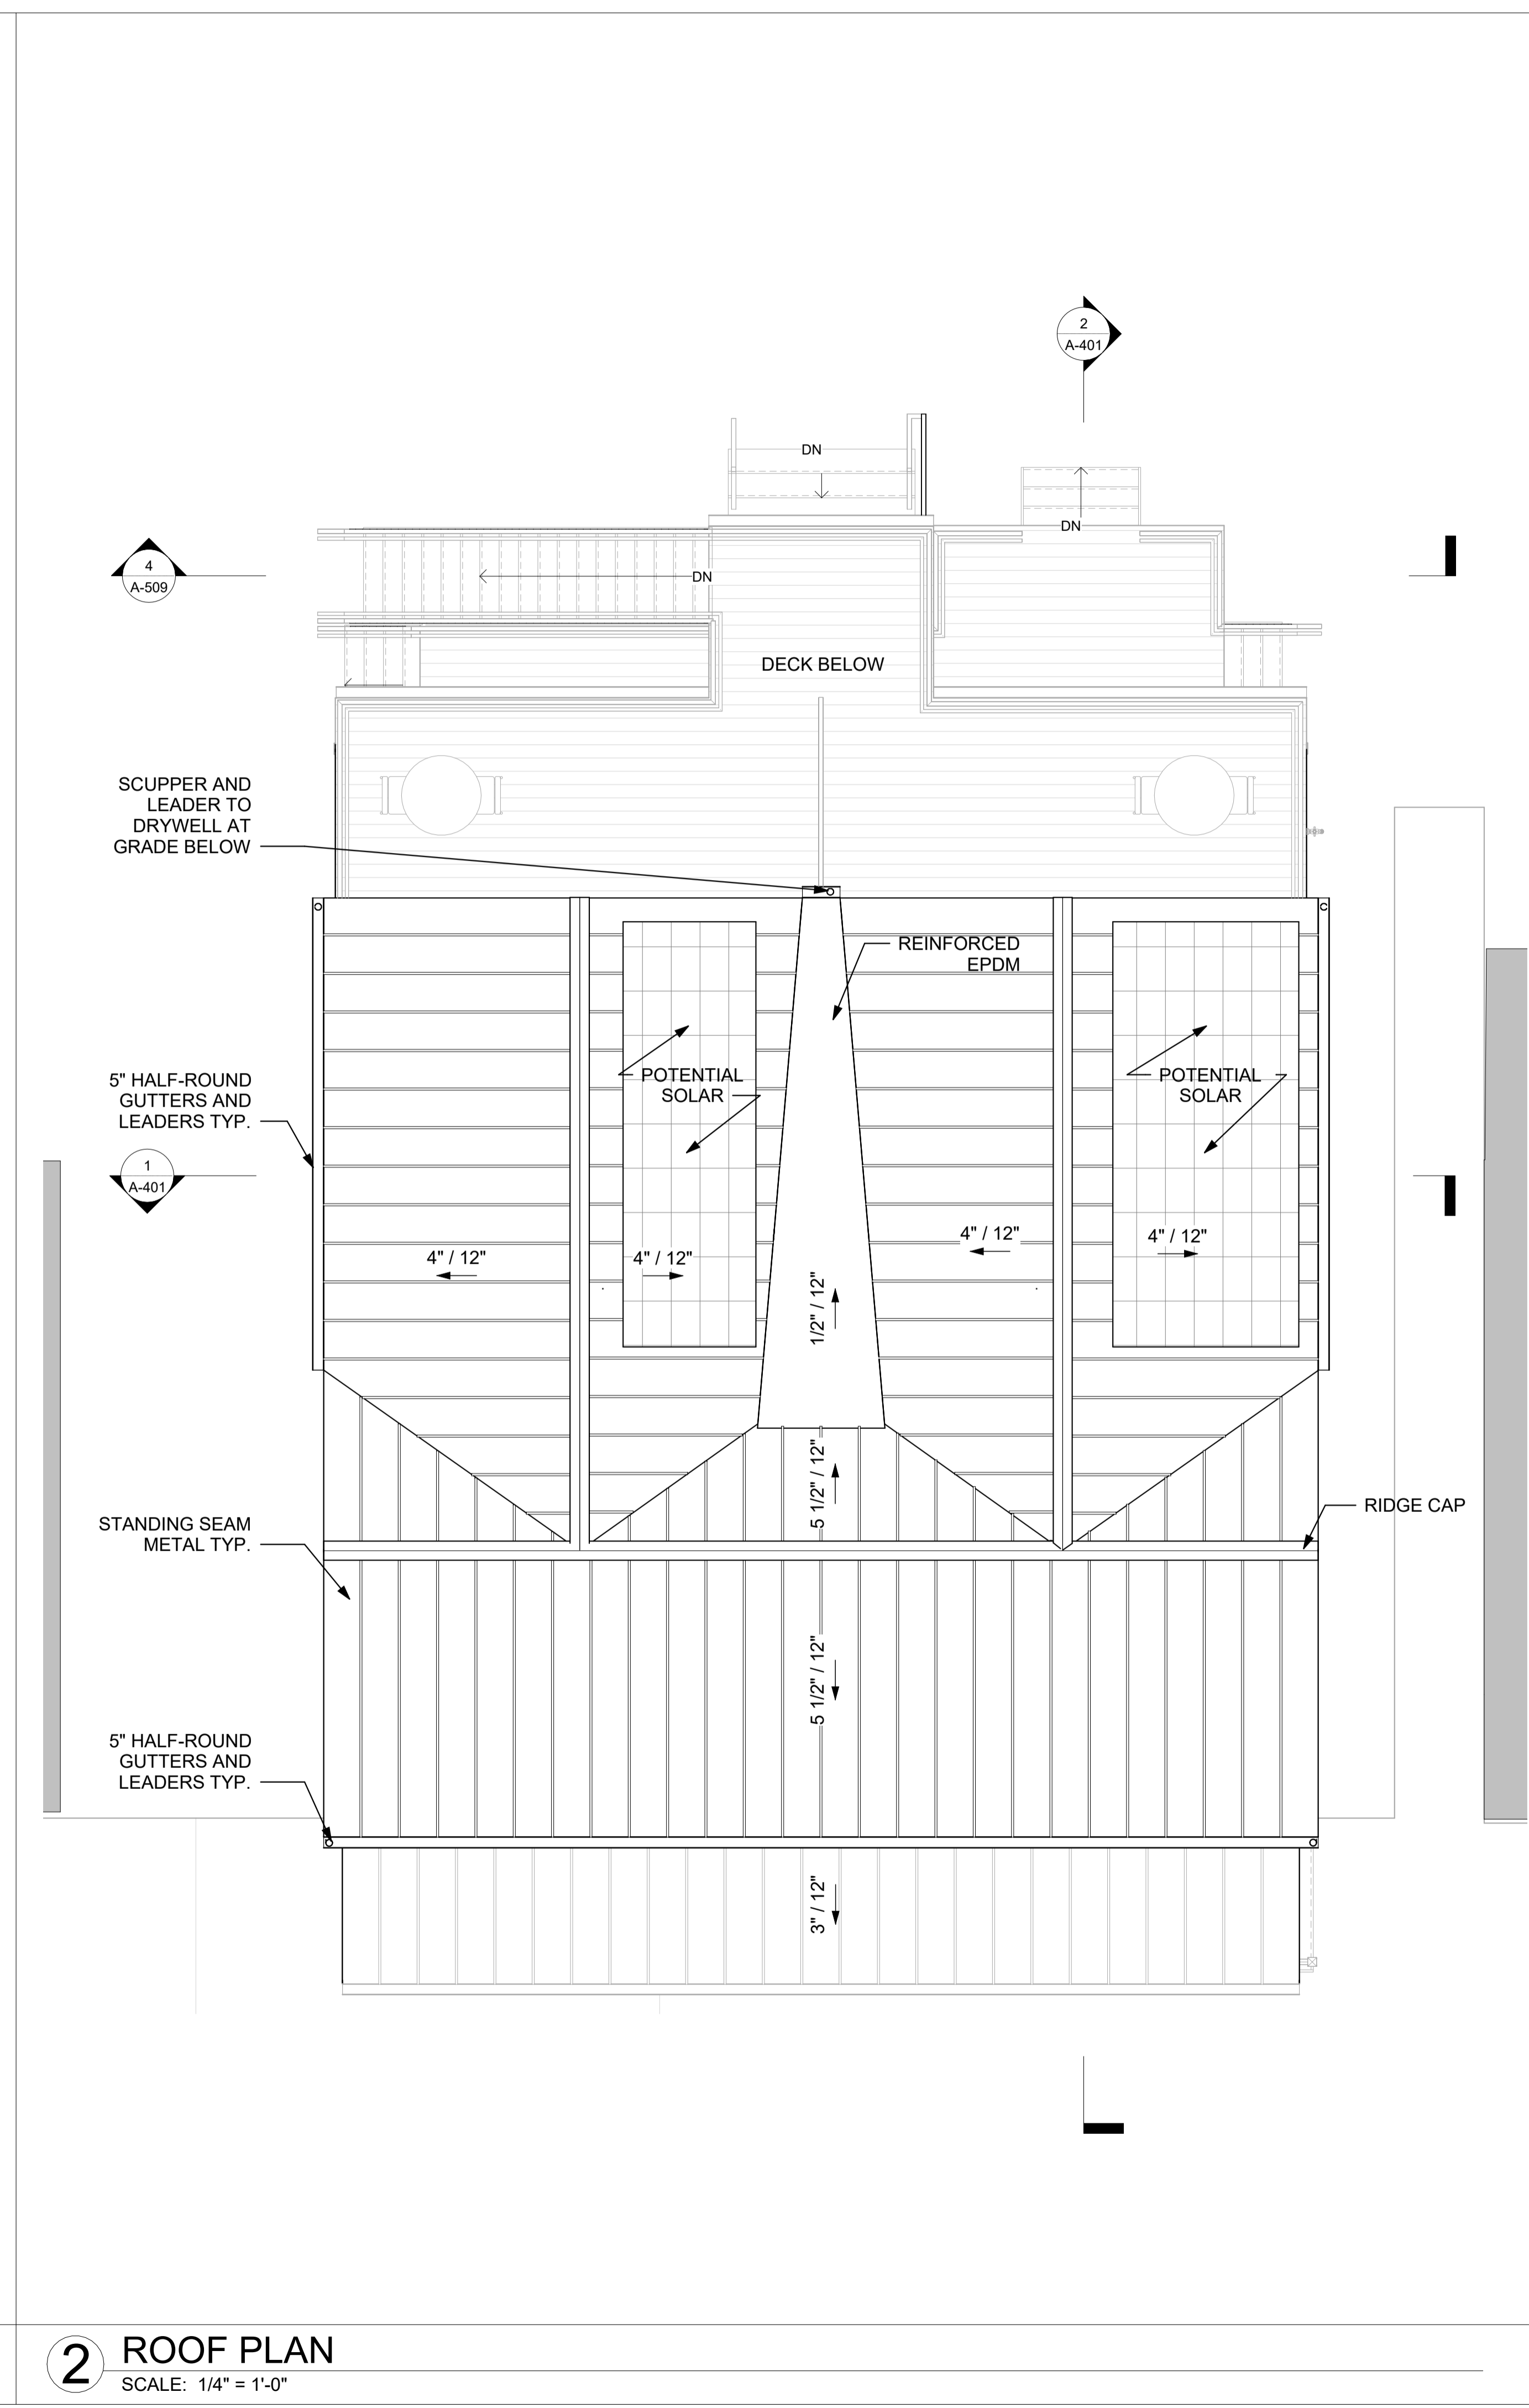 2
A-401
DN
DN
4
A-509
DN
DECK BELOW
SCUPPER AND
LEADER TO
DRYWELL AT
GRADE BELOW
REINFORCED
EPDM
5" HALF-ROUND
GUTTERS AND
LEADERS TYP.
POTENTIAL
SOLAR
POTENTIAL
SOLAR
1
A-401
4" / 12"
4" / 12"
4" / 12"
4" / 12"
1/2" / 12"
5 1/2" / 12"
RIDGE CAP
STANDING SEAM
METAL TYP.
5 1/2" / 12"
5" HALF-ROUND
GUTTERS AND
LEADERS TYP.
3" / 12"
2
ROOF PLAN
SCALE: 1/4" = 1'-0"